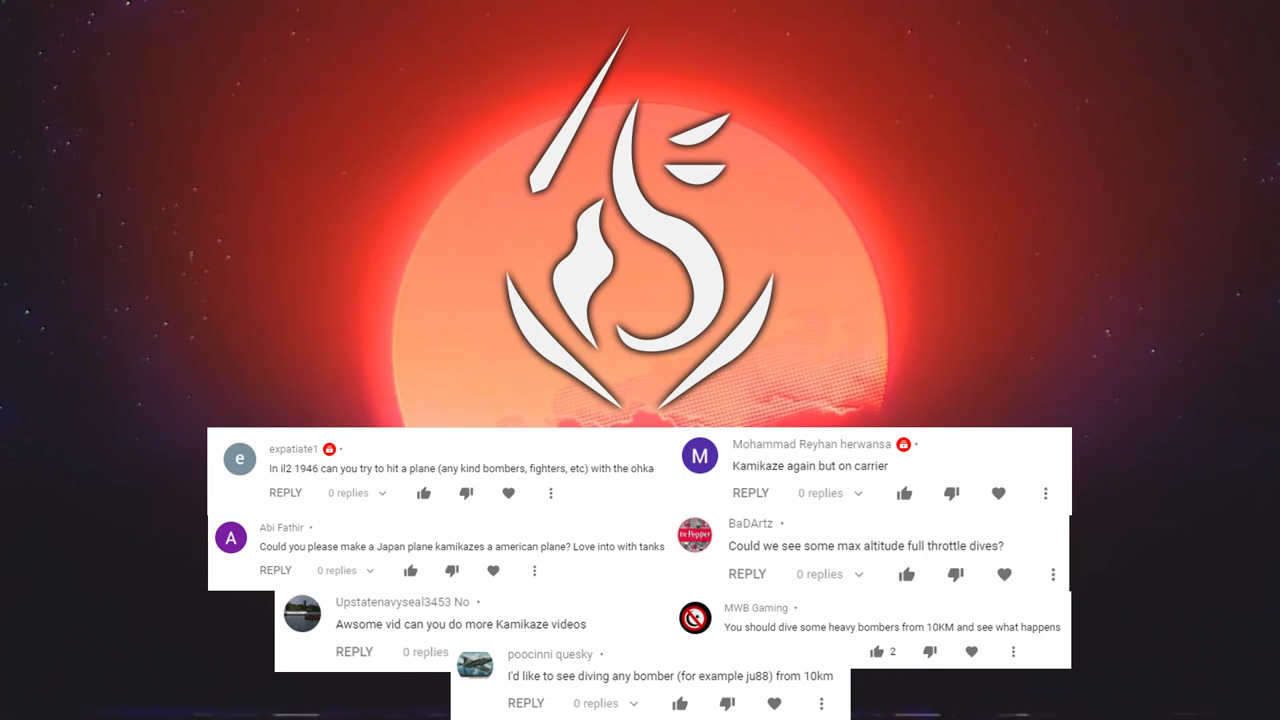 expatiate1 •
In il2 1946 can you try to hit a plane (any kind bombers, fighters, etc) with the ohka
REPLY 0 replies
Mohammad Reyhan herwansa •
Kamikaze again but on carrier
REPLY 0 replies
Abi Fathir •
Could you please make a Japan plane kamikazes a american plane? Love into with tanks
REPLY 0 replies
Dr Pepper
BaDArtz •
Could we see some max altitude full throttle dives?
REPLY 0 replies
Upstatenavyseal3453 No •
Awsome vid can you do more Kamikaze videos
REPLY 0 replies
MWB Gaming •
You should dive some heavy bombers from 10KM and see what happens
2
poocinni quesky •
I'd like to see diving any bomber (for example ju88) from 10km
REPLY 0 replies